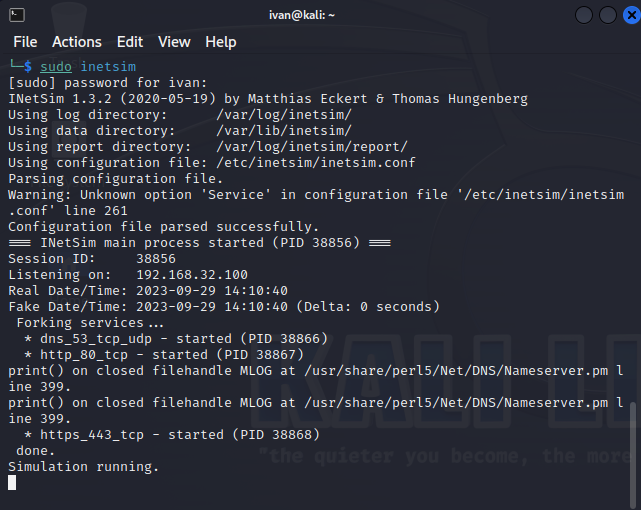 ivan@kali: ~
File Actions Edit View Help
└─$ sudo inetsim
[sudo] password for ivan:
INetSim 1.3.2 (2020-05-19) by Matthias Eckert & Thomas Hungenberg
Using log directory:      /var/log/inetsim/
Using data directory:     /var/lib/inetsim/
Using report directory:   /var/log/inetsim/report/
Using configuration file: /etc/inetsim/inetsim.conf
Parsing configuration file.
Warning: Unknown option 'Service' in configuration file '/etc/inetsim/inetsim
.conf' line 261
Configuration file parsed successfully.
=== INetSim main process started (PID 38856) ===
Session ID:     38856
Listening on:   192.168.32.100
Real Date/Time: 2023-09-29 14:10:40
Fake Date/Time: 2023-09-29 14:10:40 (Delta: 0 seconds)
 Forking services...
  * dns_53_tcp_udp - started (PID 38866)
  * http_80_tcp - started (PID 38867)
print() on closed filehandle MLOG at /usr/share/perl5/Net/DNS/Nameserver.pm l
ine 399.
print() on closed filehandle MLOG at /usr/share/perl5/Net/DNS/Nameserver.pm l
ine 399.
  * https_443_tcp - started (PID 38868)
 done.
Simulation running.
KALI LI
"the quieter you become, the more